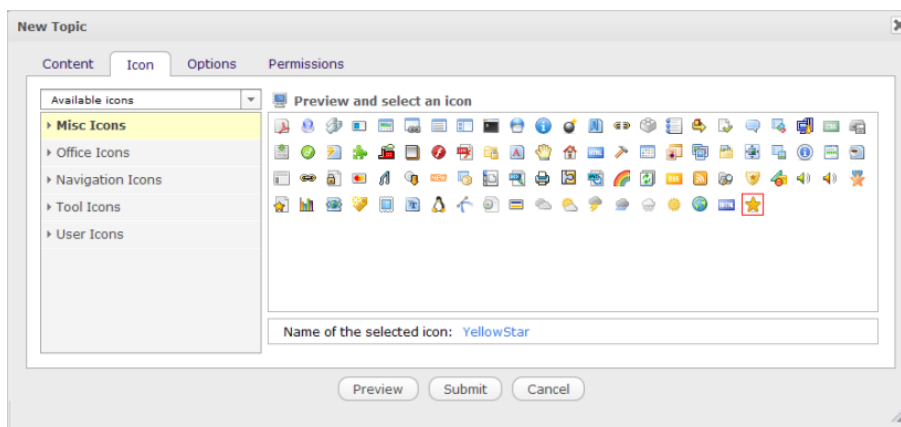 New Topic
Content Icon Options Permissions
Available icons
Preview and select an icon
Misc Icons
Office Icons
Navigation Icons
Tool Icons
User Icons
Name of the selected icon: YellowStar
Preview Submit Cancel